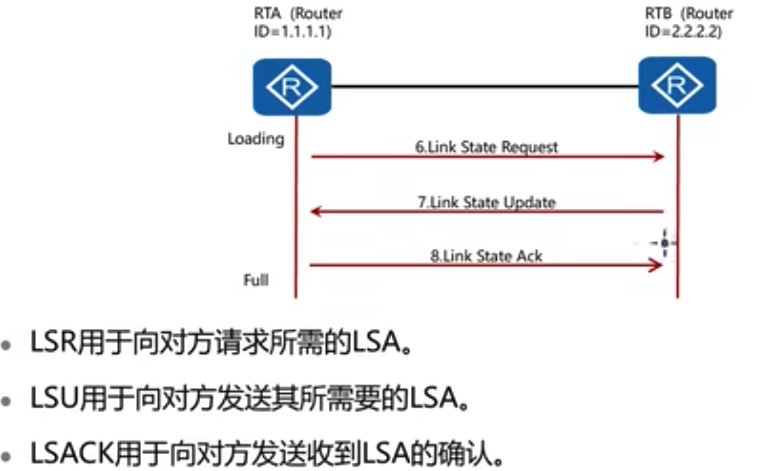 RTA (Router
ID=1.1.1.1)
RTB (Router
ID=2.2.2.2)
R
R
Loading
6.Link State Request
7.Link State Update
8.Link State Ack
Full
• LSR用于向对方请求所需的LSA。
• LSU用于向对方发送其所需要的LSA。
• LSACK用于向对方发送收到LSA的确认。